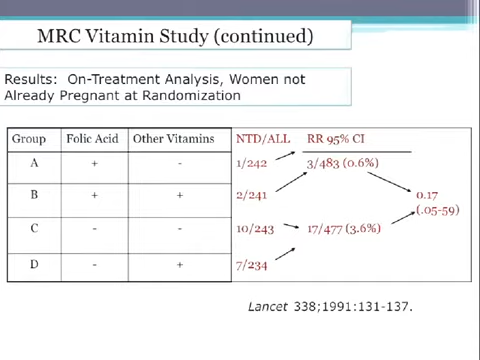 MRC Vitamin Study (continued)
Results: On-Treatment Analysis, Women not
Already Pregnant at Randomization
Group Folic Acid Other Vitamins NTD/ALL RR 95% CI
A + - 1/242 3/483 (0.6%)
B + + 2/241 0.17
(.05-59)
C - - 10/243 17/477 (3.6%)
D - + 7/234
Lancet 338;1991:131-137.